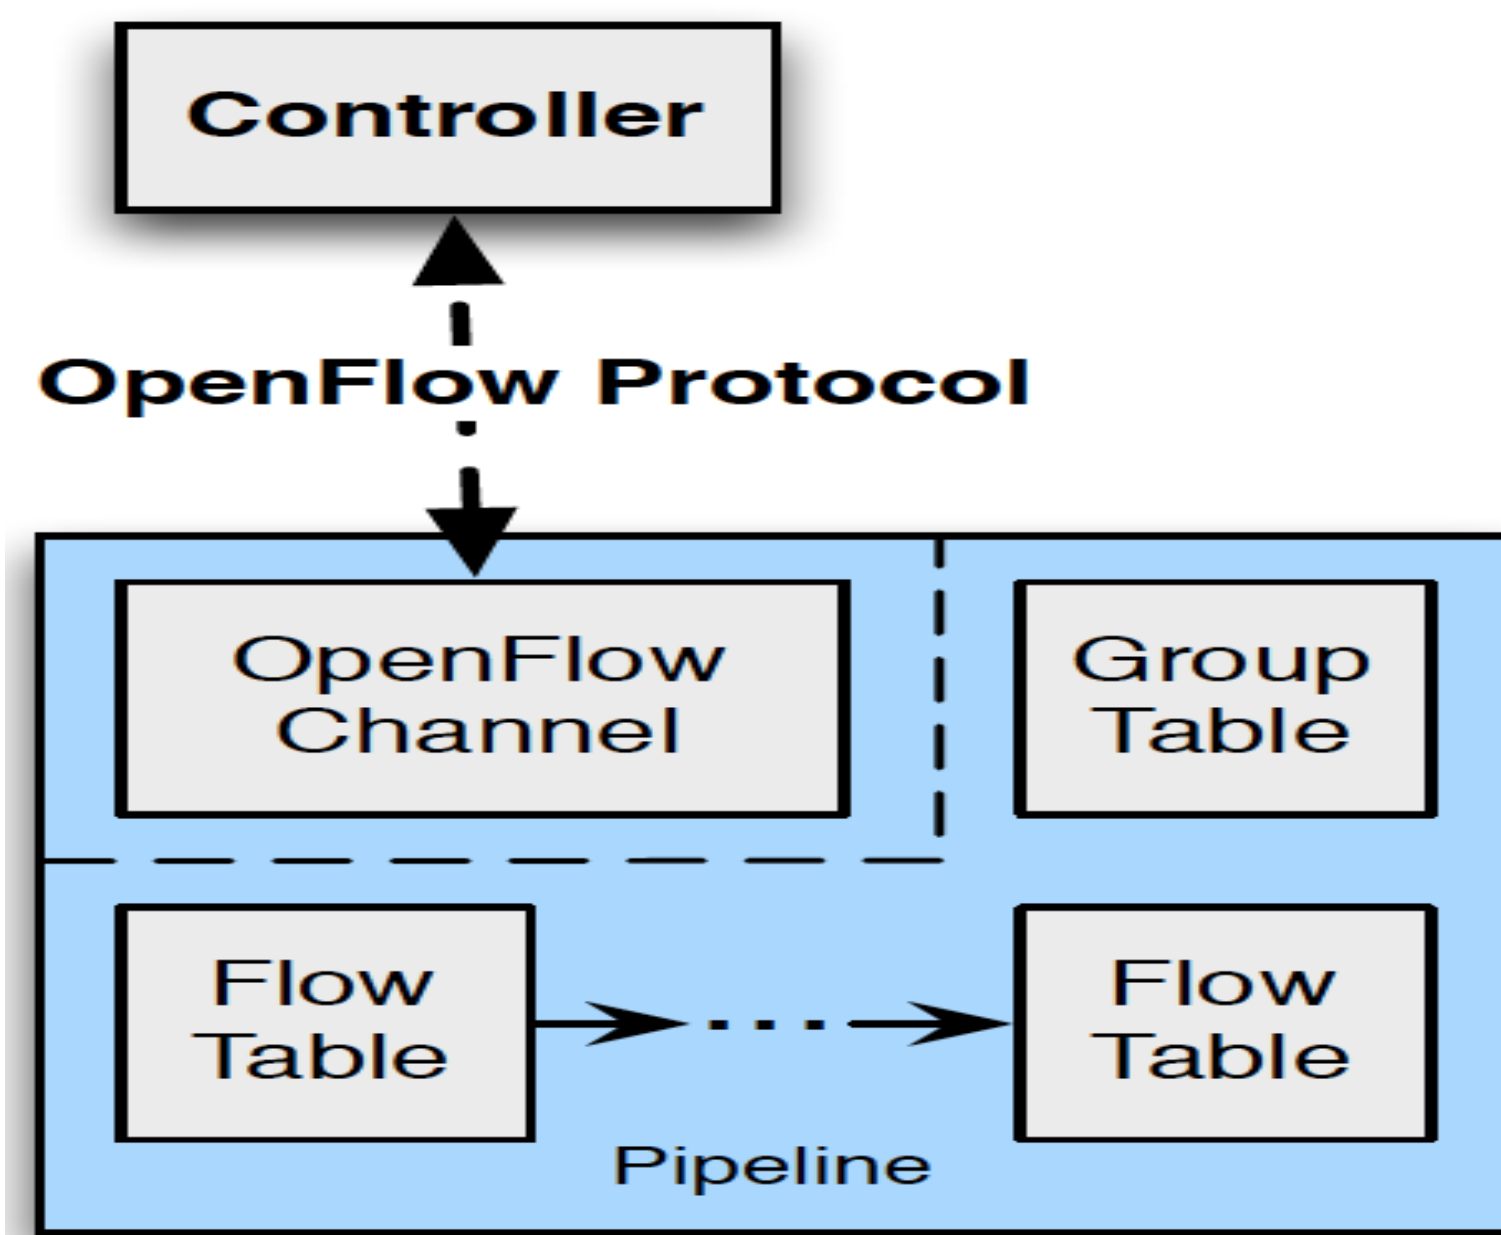 Controller
OpenFlow Protocol
OpenFlow
Channel
Group
Table
Flow
Table
...
Flow
Table
Pipeline